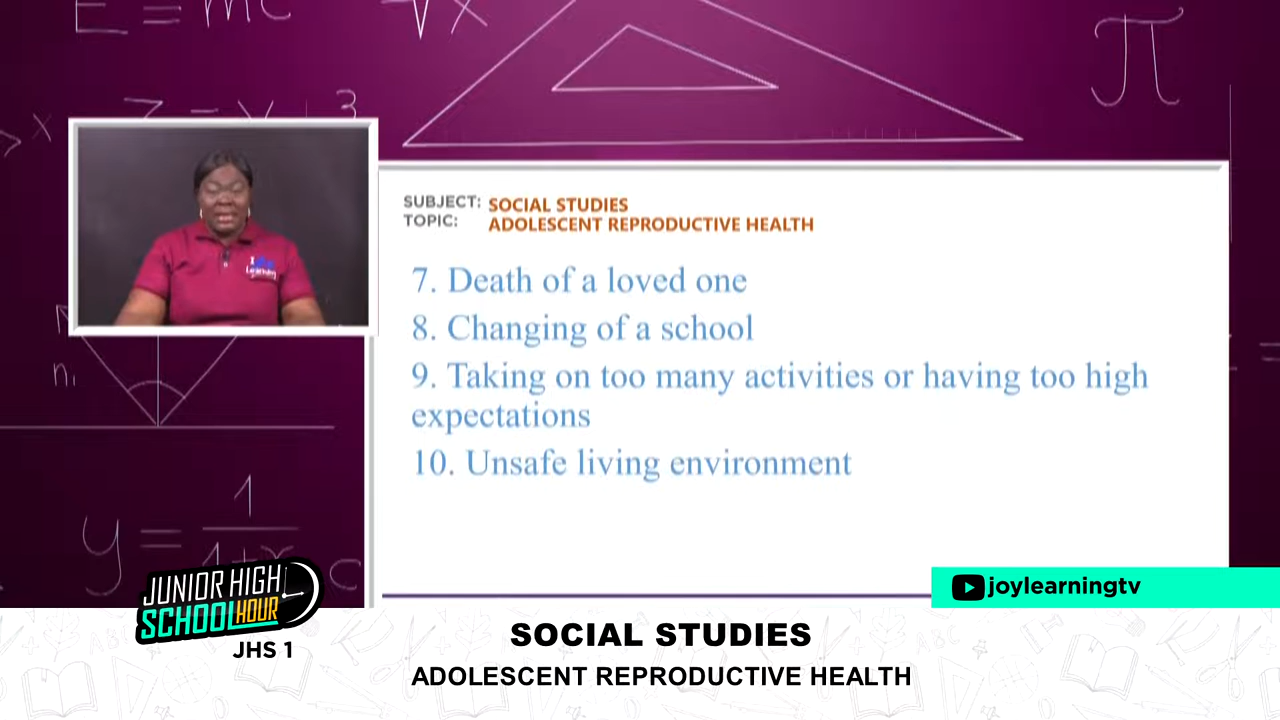 E = mc
√x
π
SUBJECT: SOCIAL STUDIES
TOPIC: ADOLESCENT REPRODUCTIVE HEALTH
7. Death of a loved one
8. Changing of a school
9. Taking on too many activities or having too high
expectations
10. Unsafe living environment
Learning
JUNIOR HIGH
SCHOOL HOUR
JHS 1
joylearningtv
SOCIAL STUDIES
ADOLESCENT REPRODUCTIVE HEALTH